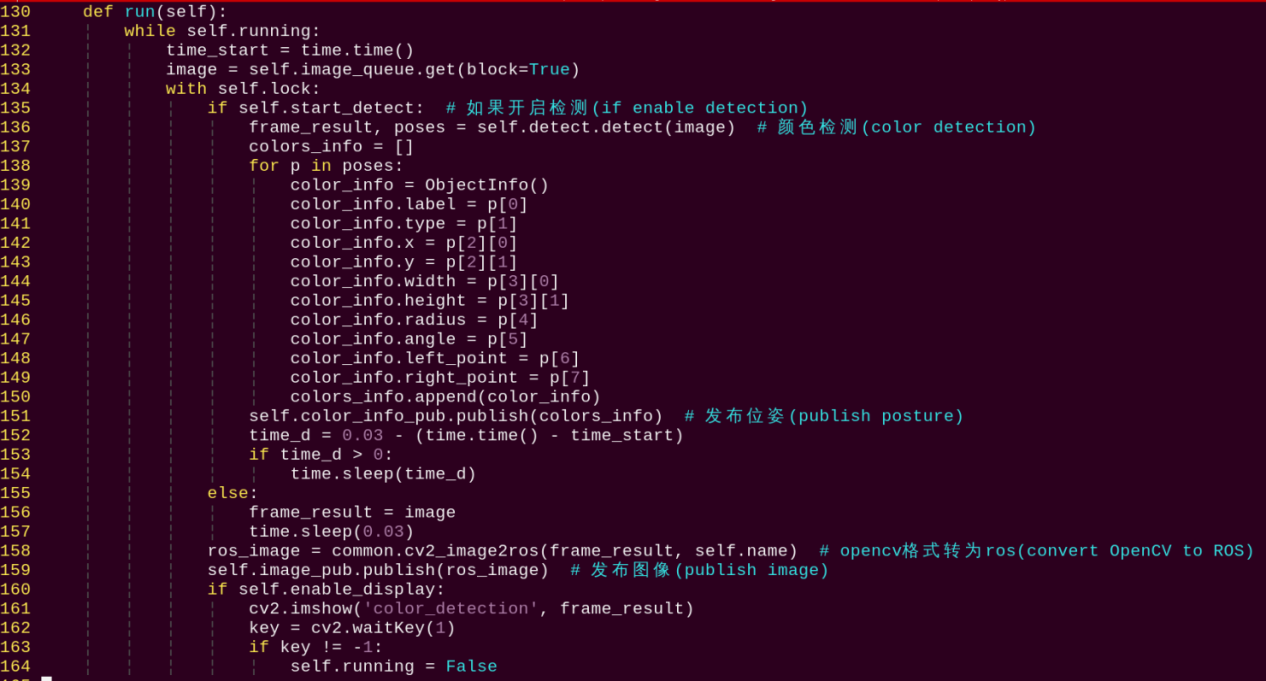 130     def run(self):
131         while self.running:
132             time_start = time.time()
133             image = self.image_queue.get(block=True)
134             with self.lock:
135                 if self.start_detect:  # 如果开启检测(if enable detection)
136                     frame_result, poses = self.detect.detect(image)  # 颜色检测(color detection)
137                     colors_info = []
138                     for p in poses:
139                         color_info = ObjectInfo()
140                         color_info.label = p[0]
141                         color_info.type = p[1]
142                         color_info.x = p[2][0]
143                         color_info.y = p[2][1]
144                         color_info.width = p[3][0]
145                         color_info.height = p[3][1]
146                         color_info.radius = p[4]
147                         color_info.angle = p[5]
148                         color_info.left_point = p[6]
149                         color_info.right_point = p[7]
150                         colors_info.append(color_info)
151                     self.color_info_pub.publish(colors_info)  # 发布位姿(publish posture)
152                     time_d = 0.03 - (time.time() - time_start)
153                     if time_d > 0:
154                         time.sleep(time_d)
155                 else:
156                     frame_result = image
157                     time.sleep(0.03)
158                 ros_image = common.cv2_image2ros(frame_result, self.name)  # opencv格式转为ros(convert OpenCV to ROS)
159                 self.image_pub.publish(ros_image)  # 发布图像(publish image)
160                 if self.enable_display:
161                     cv2.imshow('color_detection', frame_result)
162                     key = cv2.waitKey(1)
163                     if key != -1:
164                         self.running = False